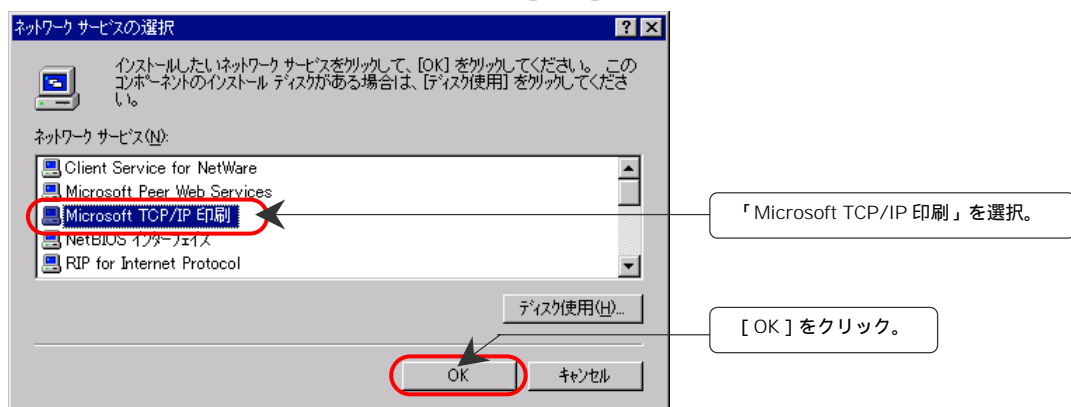 ネットワーク サービスの選択
インストールしたいネットワーク サービスをクリックして、[OK] をクリックしてください。 この
コンポーネントのインストール ディスクがある場合は、[ディスク使用] をクリックしてくださ
い。
ネットワーク サービス(N):
Client Service for NetWare
Microsoft Peer Web Services
Microsoft TCP/IP 印刷
NetBIOS インターフェイス
RIP for Internet Protocol
「Microsoft TCP/IP 印刷」を選択。
ディスク使用(H)...
[ OK ] をクリック。
OK
キャンセル